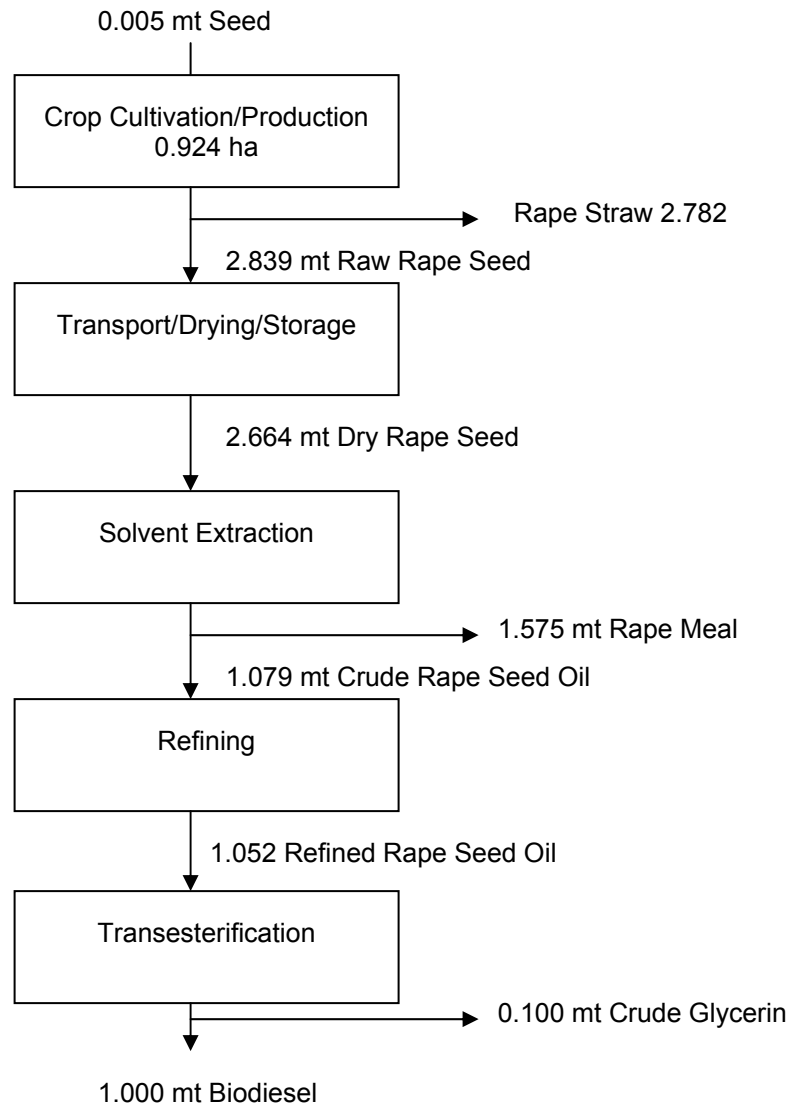 0.005 mt Seed
Crop Cultivation/Production
0.924 ha
Rape Straw 2.782
2.839 mt Raw Rape Seed
Transport/Drying/Storage
2.664 mt Dry Rape Seed
Solvent Extraction
1.575 mt Rape Meal
1.079 mt Crude Rape Seed Oil
Refining
1.052 Refined Rape Seed Oil
Transesterification
0.100 mt Crude Glycerin
1.000 mt Biodiesel